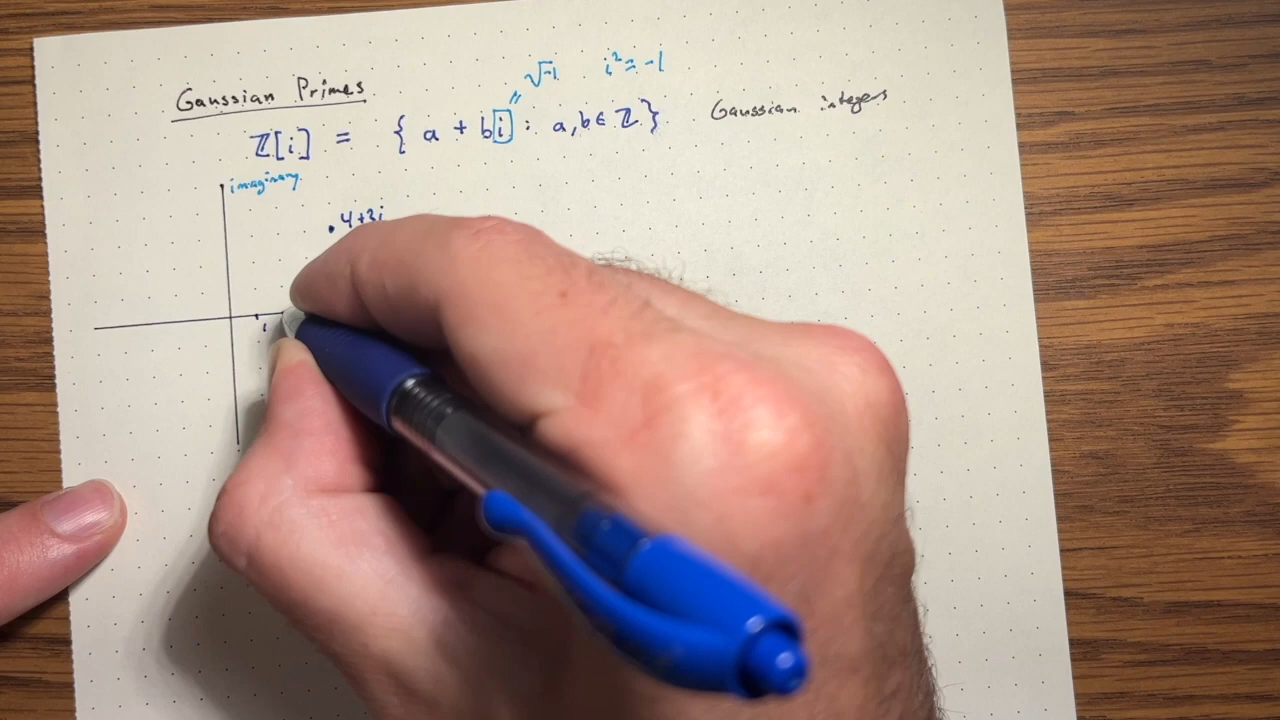 √-1 i² = -1
Gaussian Primes
ℤ[i] = { a + bi : a,b ∈ ℤ } Gaussian integers
imaginary
4+3i